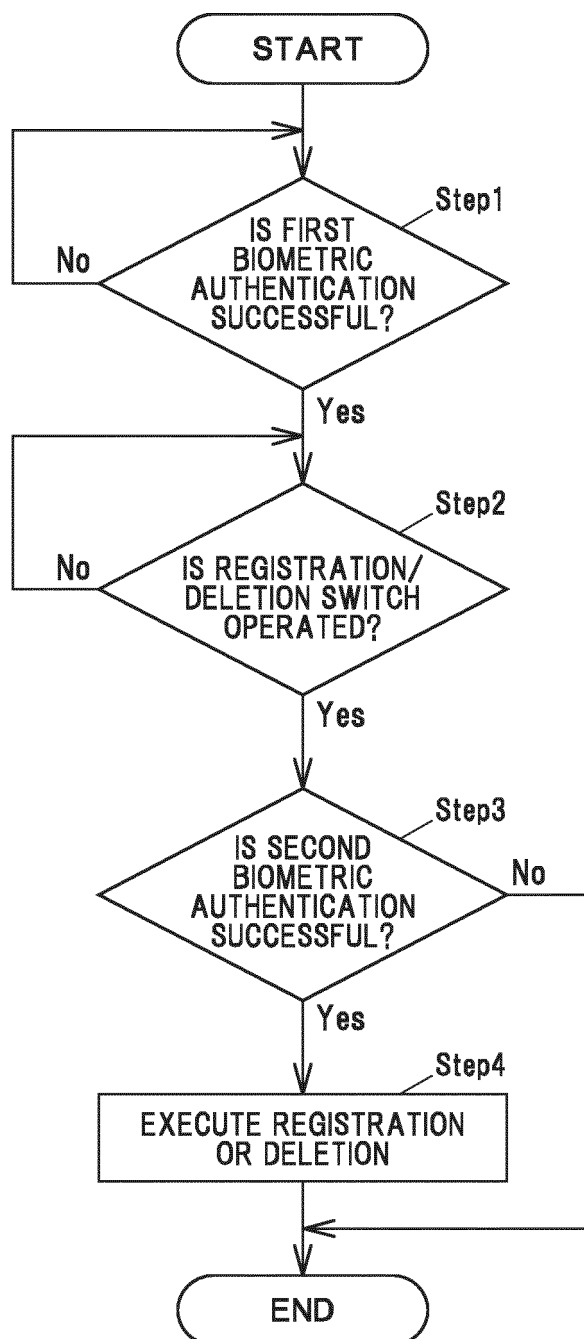 START
Step1
IS FIRST
BIOMETRIC
AUTHENTICATION
SUCCESSFUL?
No
Yes
Step2
IS REGISTRATION/
DELETION SWITCH
OPERATED?
No
Yes
Step3
IS SECOND
BIOMETRIC
AUTHENTICATION
SUCCESSFUL?
No
Yes
Step4
EXECUTE REGISTRATION
OR DELETION
END